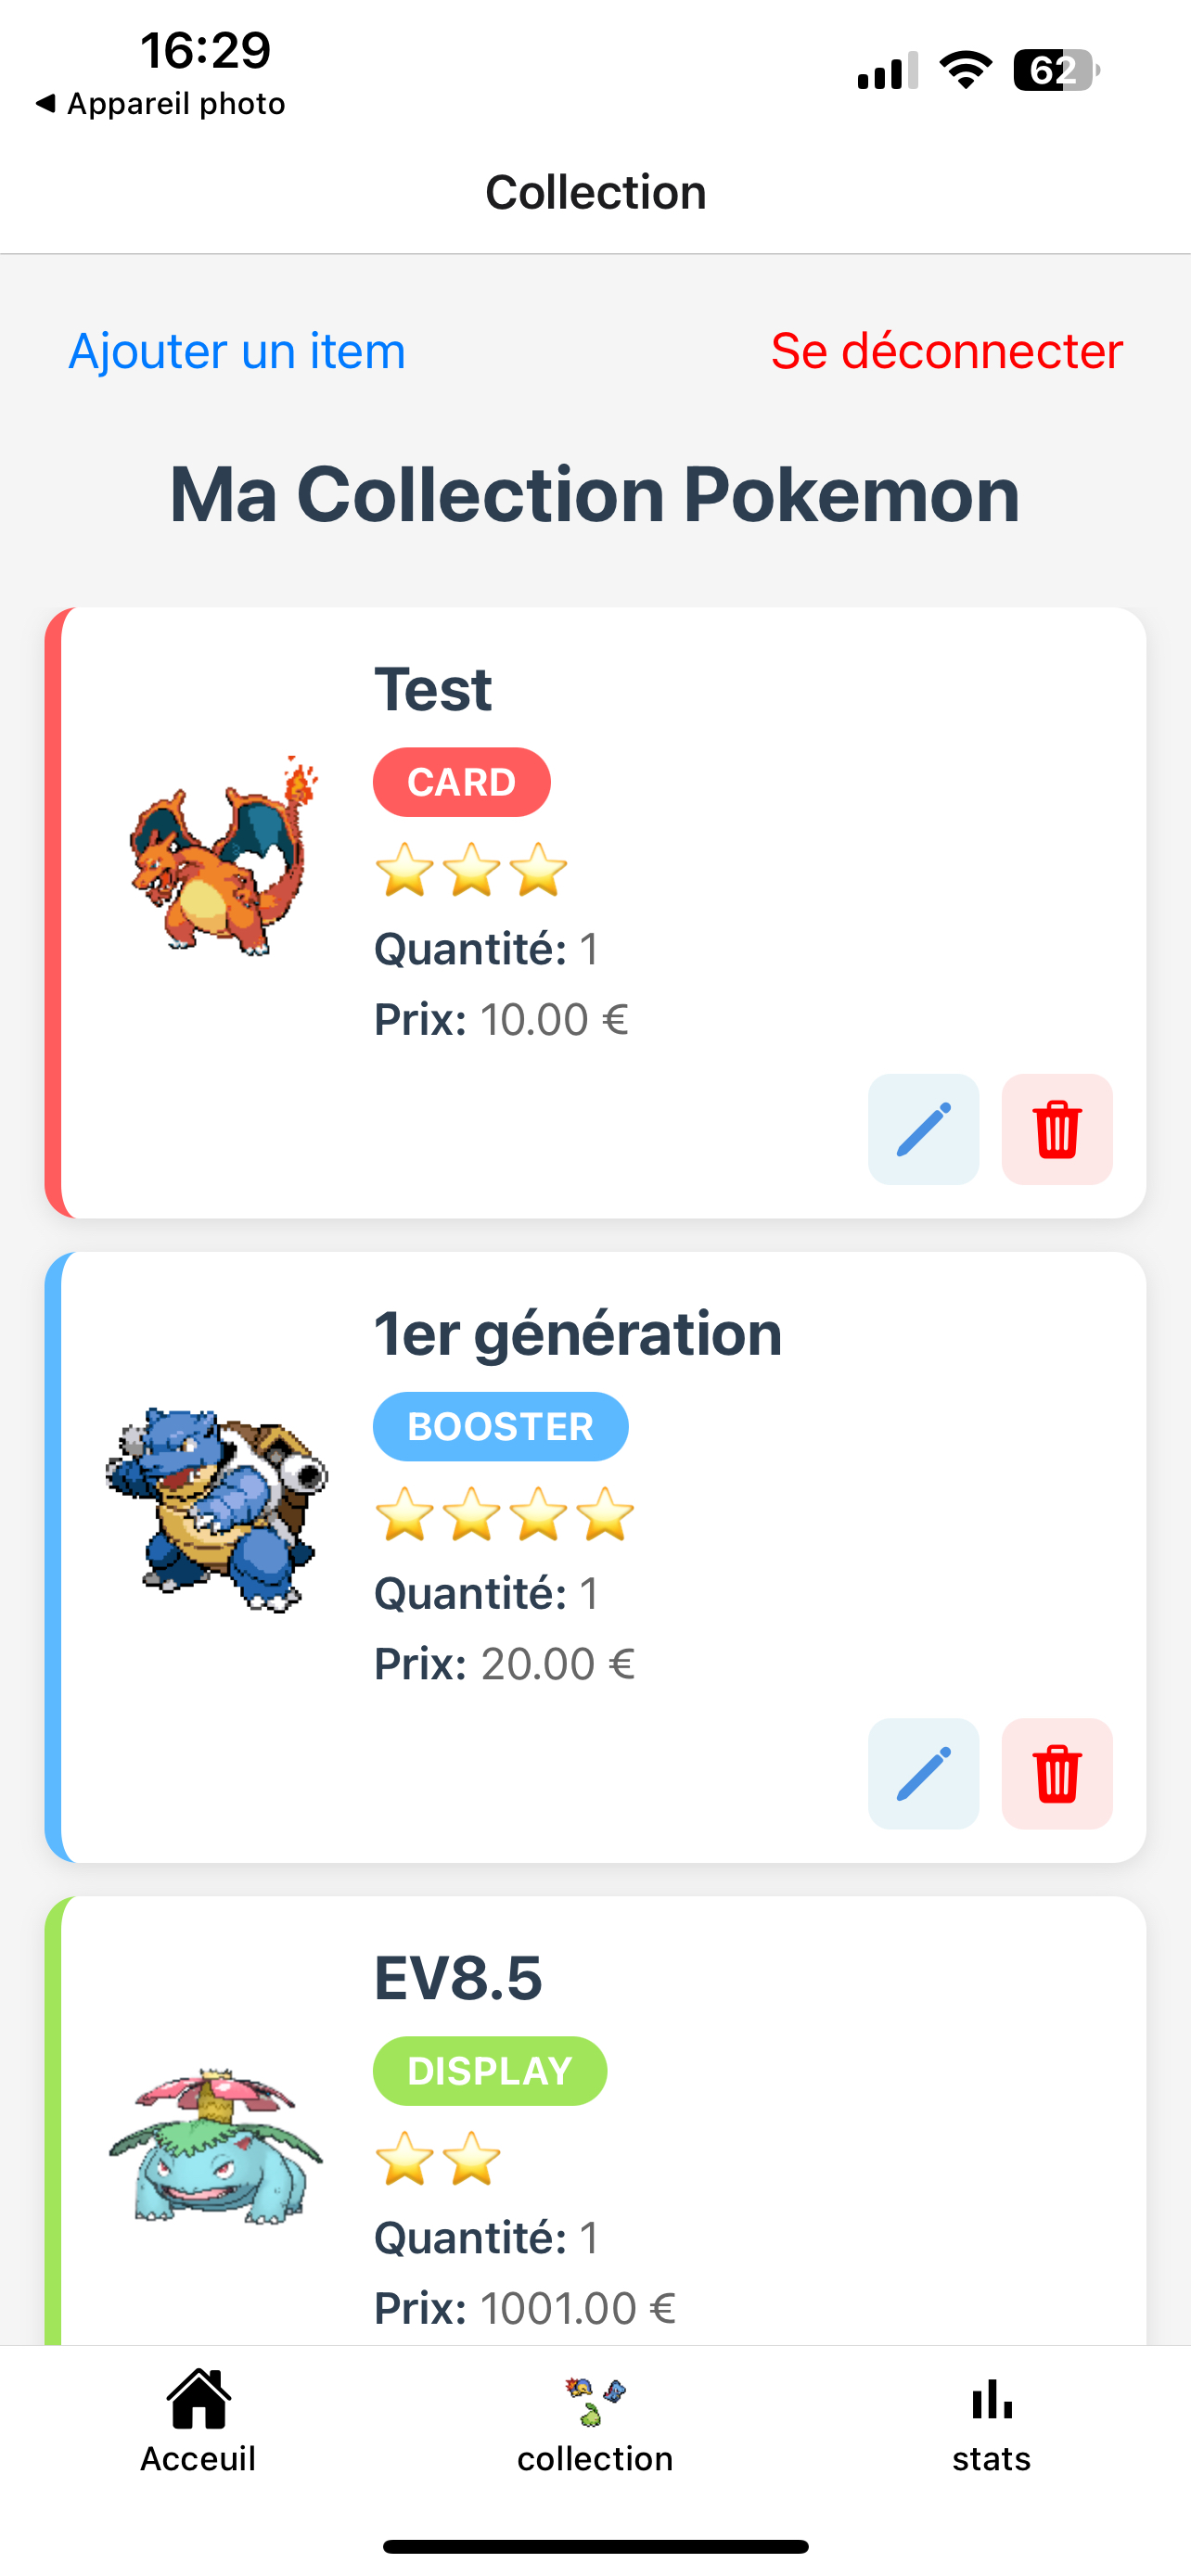 16:29
62
◀ Appareil photo
Collection
Ajouter un item
Se déconnecter
Ma Collection Pokemon
Test
CARD
Quantité: 1
Prix: 10.00 €
1er génération
BOOSTER
Quantité: 1
Prix: 20.00 €
EV8.5
DISPLAY
Quantité: 1
Prix: 1001.00 €
Acceuil
collection
stats